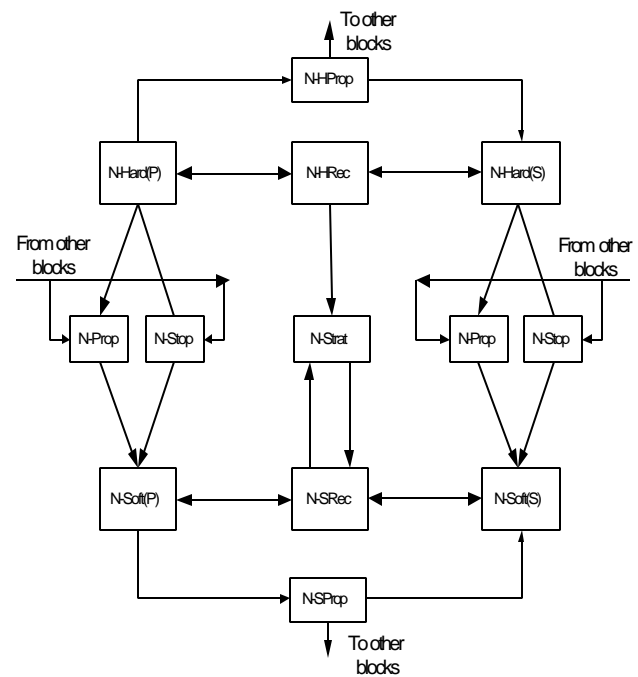 To other
blocks
N-HProp
N-Hard(P)
N-HRec
N-Hard(S)
From other
blocks
From other
blocks
N-Prop
N-Stop
N-Strat
N-Prop
N-Stop
N-Soft(P)
N-SRec
N-Soft(S)
N-SProp
To other
blocks